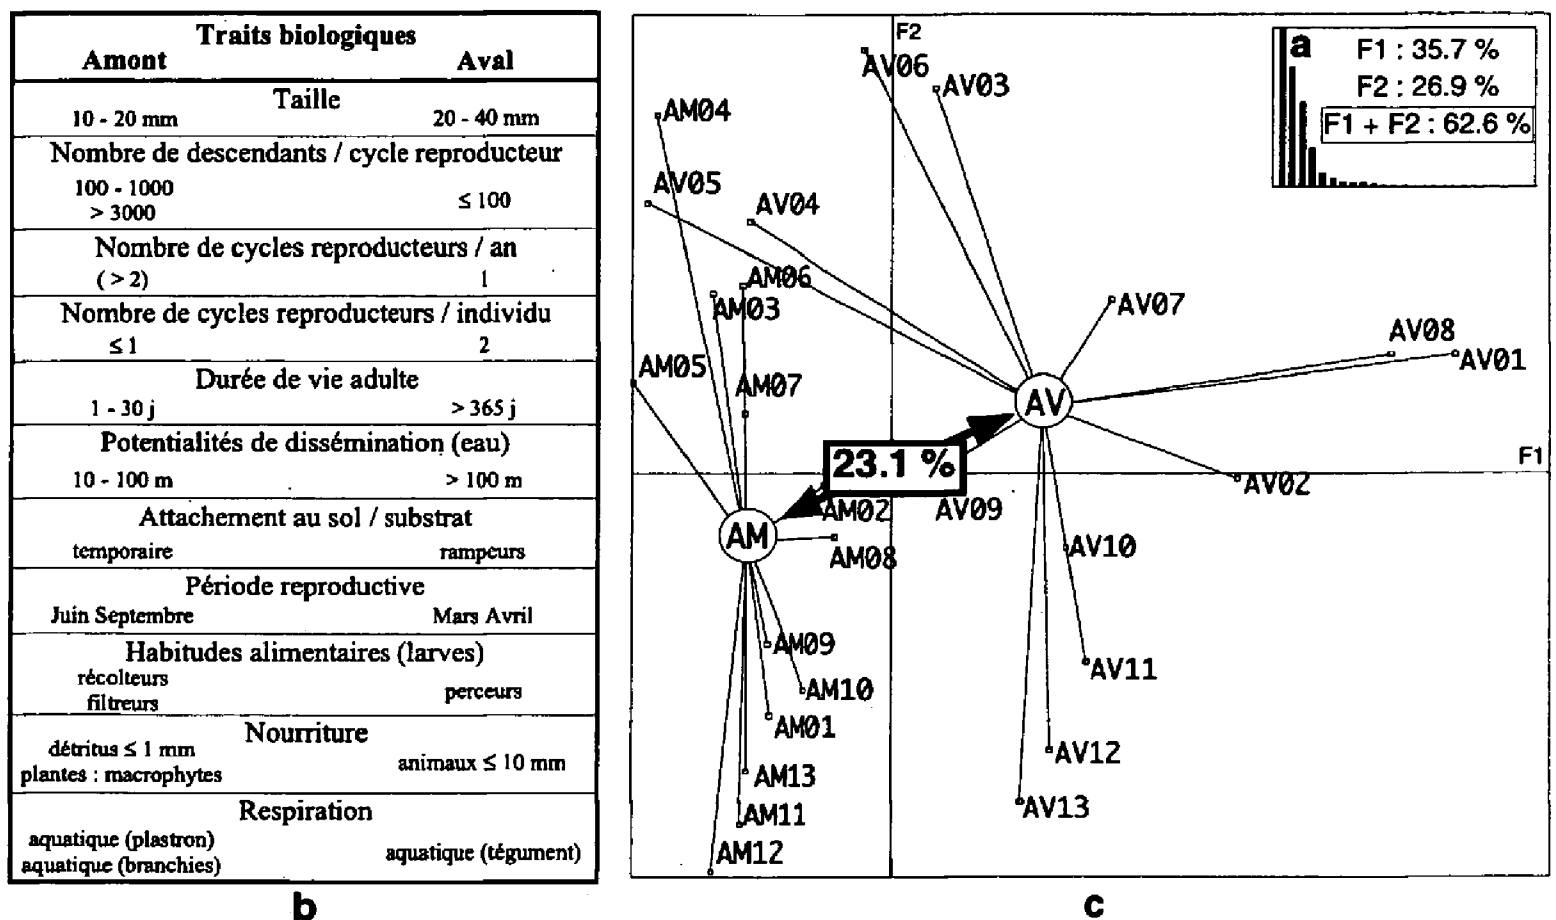 Traits biologiques
Amont Aval
Taille
10 - 20 mm 20 - 40 mm
Nombre de descendants / cycle reproducteur
100 - 1000
> 3000
≤ 100
Nombre de cycles reproducteurs / an
( > 2) 1
Nombre de cycles reproducteurs / individu
≤ 1 2
Durée de vie adulte
1 - 30 j > 365 j
Potentialités de dissémination (eau)
10 - 100 m > 100 m
Attachement au sol / substrat
temporaire rampeurs
Période reproductive
Juin Septembre Mars Avril
Habitudes alimentaires (larves)
récolteurs
filtreurs
perceurs
Nourriture
détritus ≤ 1 mm
plantes : macrophytes
animaux ≤ 10 mm
Respiration
aquatique (plastron)
aquatique (branchies)
aquatique (tégument)
b
F2
a
F1 : 35.7 %
F2 : 26.9 %
F1 + F2 : 62.6 %
AV06
AV03
AM04
AV05
AV04
AM06
AM03
AV07
AV08
AV01
AM05
AM07
AV
23.1 %
F1
AV02
AM02
AV09
AM
AM08
AV10
AM09
AV11
AM10
AM01
AV12
AM13
AV13
AM11
AM12
c